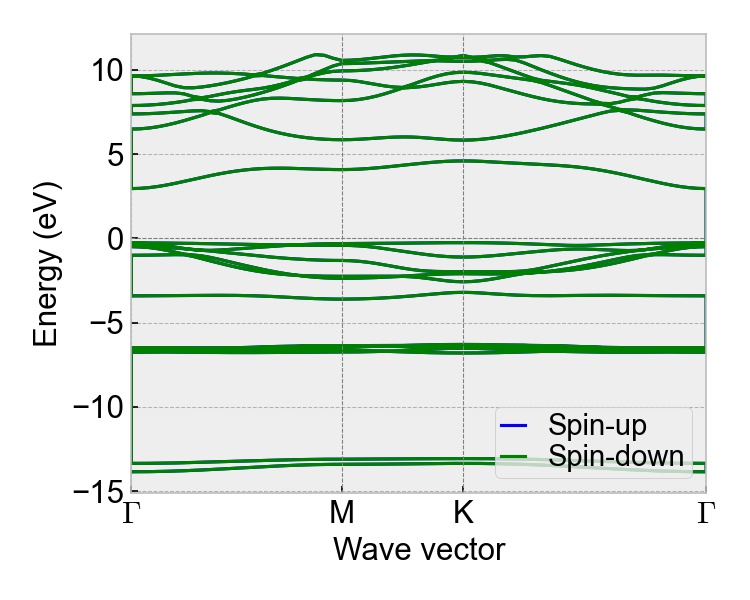 10
5
0
−5
−10
−15
Energy (eV)
Spin-up
Spin-down
Γ M K Γ
Wave vector